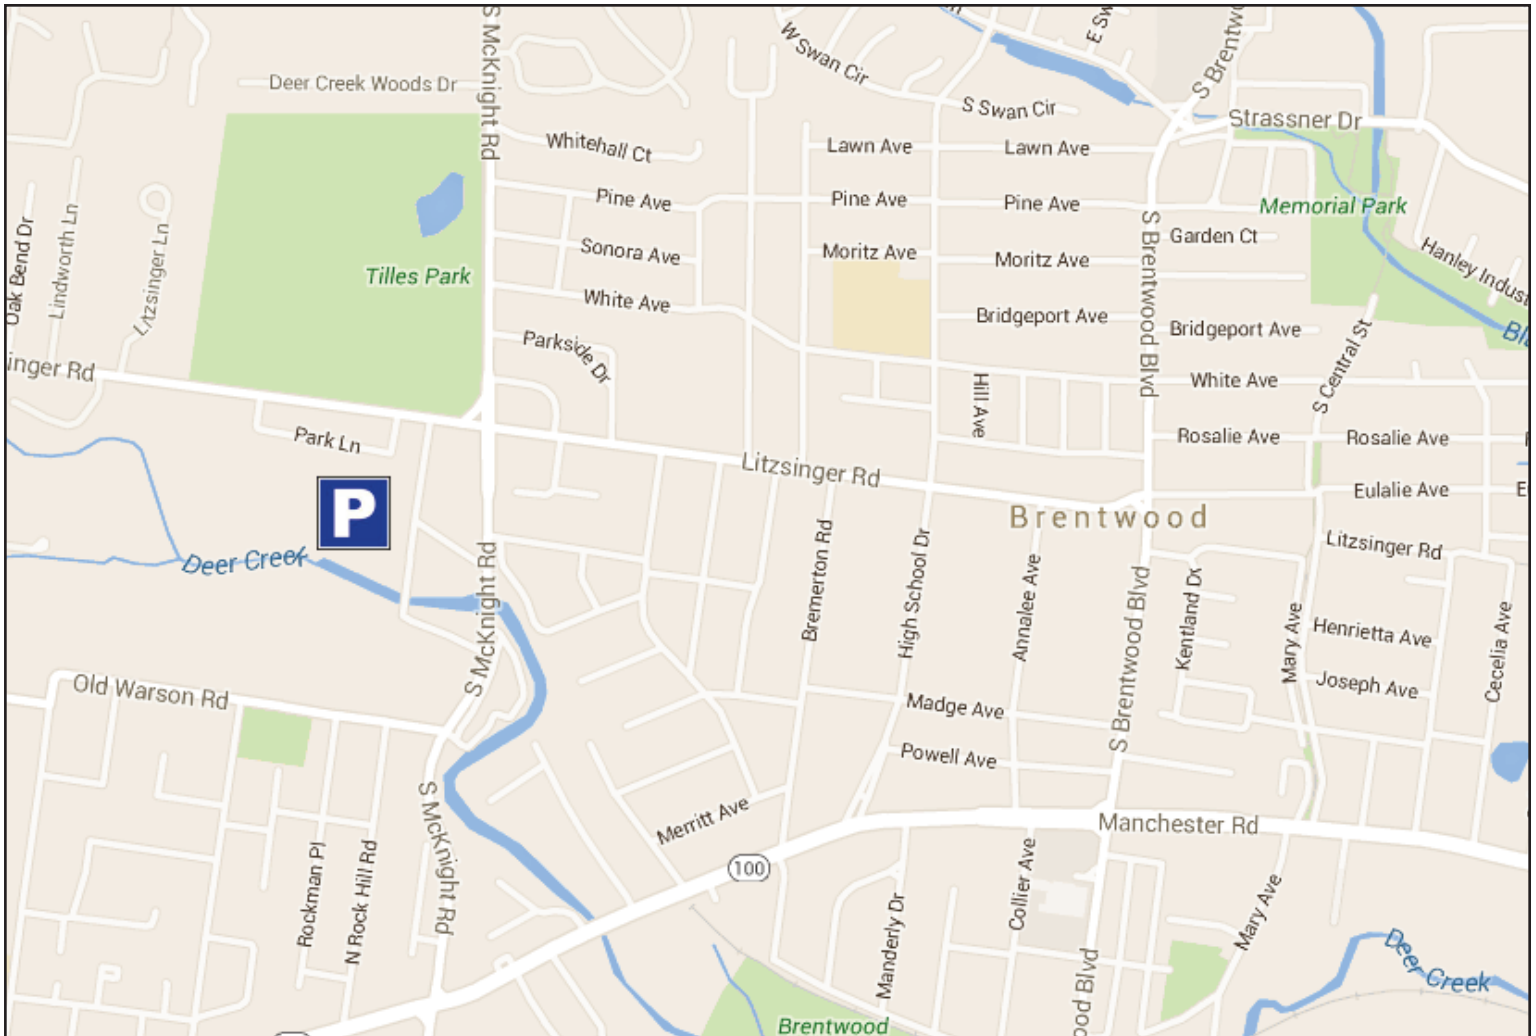 S McKnight Rd
W Swan Cir
E Sw
S Brentwo
Deer Creek Woods Dr
S Swan Cir
Strassner Dr
Whitehall Ct
Lawn Ave
Lawn Ave
Pine Ave
Pine Ave
Pine Ave
Memorial Park
Oak Bend Dr
Lindworth Ln
Litzsinger Ln
Tilles Park
Sonora Ave
Moritz Ave
Moritz Ave
Garden Ct
Hanley Indust
White Ave
Bridgeport Ave
Bridgeport Ave
S Brentwood Blvd
Parkside Dr
singer Rd
Hill Ave
White Ave
S Central St
Park Ln
Rosalie Ave
Rosalie Ave
Litzsinger Rd
Eulalie Ave
P
Brentwood
Deer Creek
Litzsinger Rd
S McKnight Rd
Bremerton Rd
High School Dr
Annalee Ave
S Brentwood Blvd
Kentland Dr
Mary Ave
Henrietta Ave
Cecelia Ave
Joseph Ave
Old Warson Rd
Madge Ave
Powell Ave
S McKnight Rd
Merritt Ave
Manchester Rd
100
Rockman Pl
N Rock Hill Rd
Manderly Dr
Collier Ave
Mary Ave
ood Blvd
Deer Creek
Brentwood